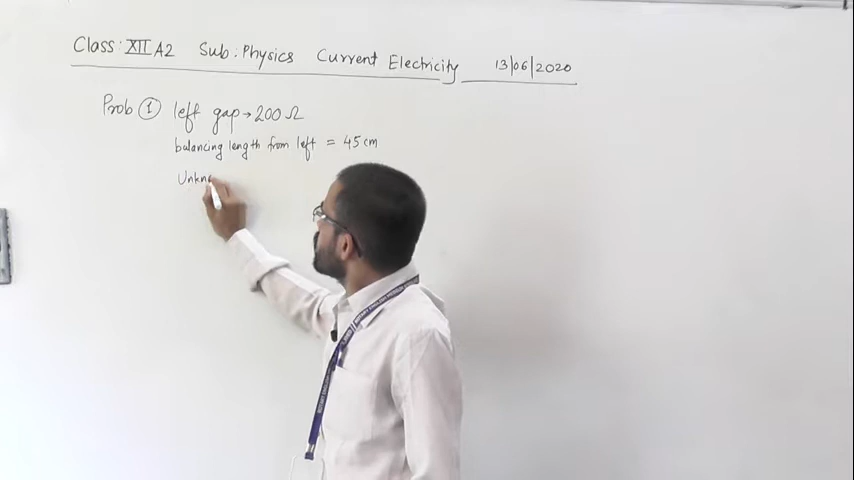 Class: XII A2 Sub: Physics Current Electricity 13/06/2020
Prob ① left gap → 200 Ω
balancing length from left = 45 cm
Unkno